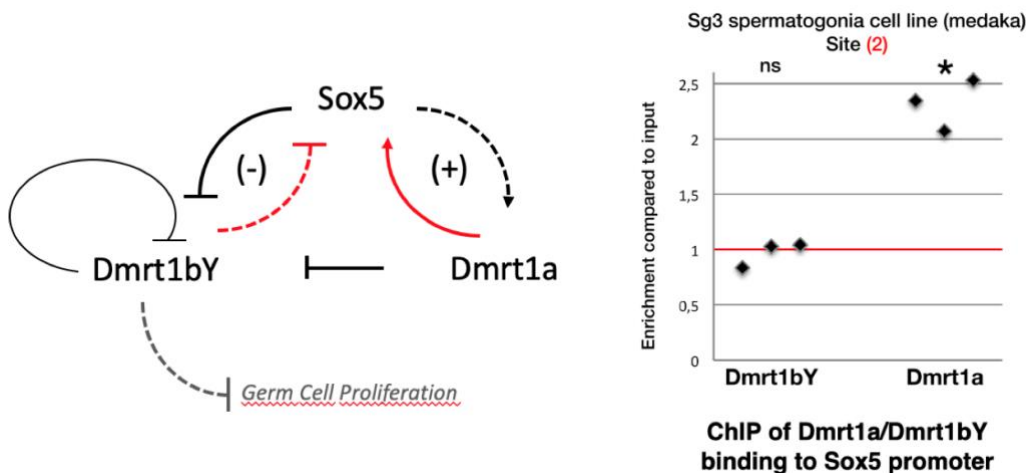 Sox5
(-)
(+)
Dmrt1bY
Dmrt1a
Germ Cell Proliferation
Sg3 spermatogonia cell line (medaka)
Site (2)
ns
*
Enrichment compared to input
2,5
2
1,5
1
0,5
0
Dmrt1bY
Dmrt1a
ChIP of Dmrt1a/Dmrt1bY
binding to Sox5 promoter